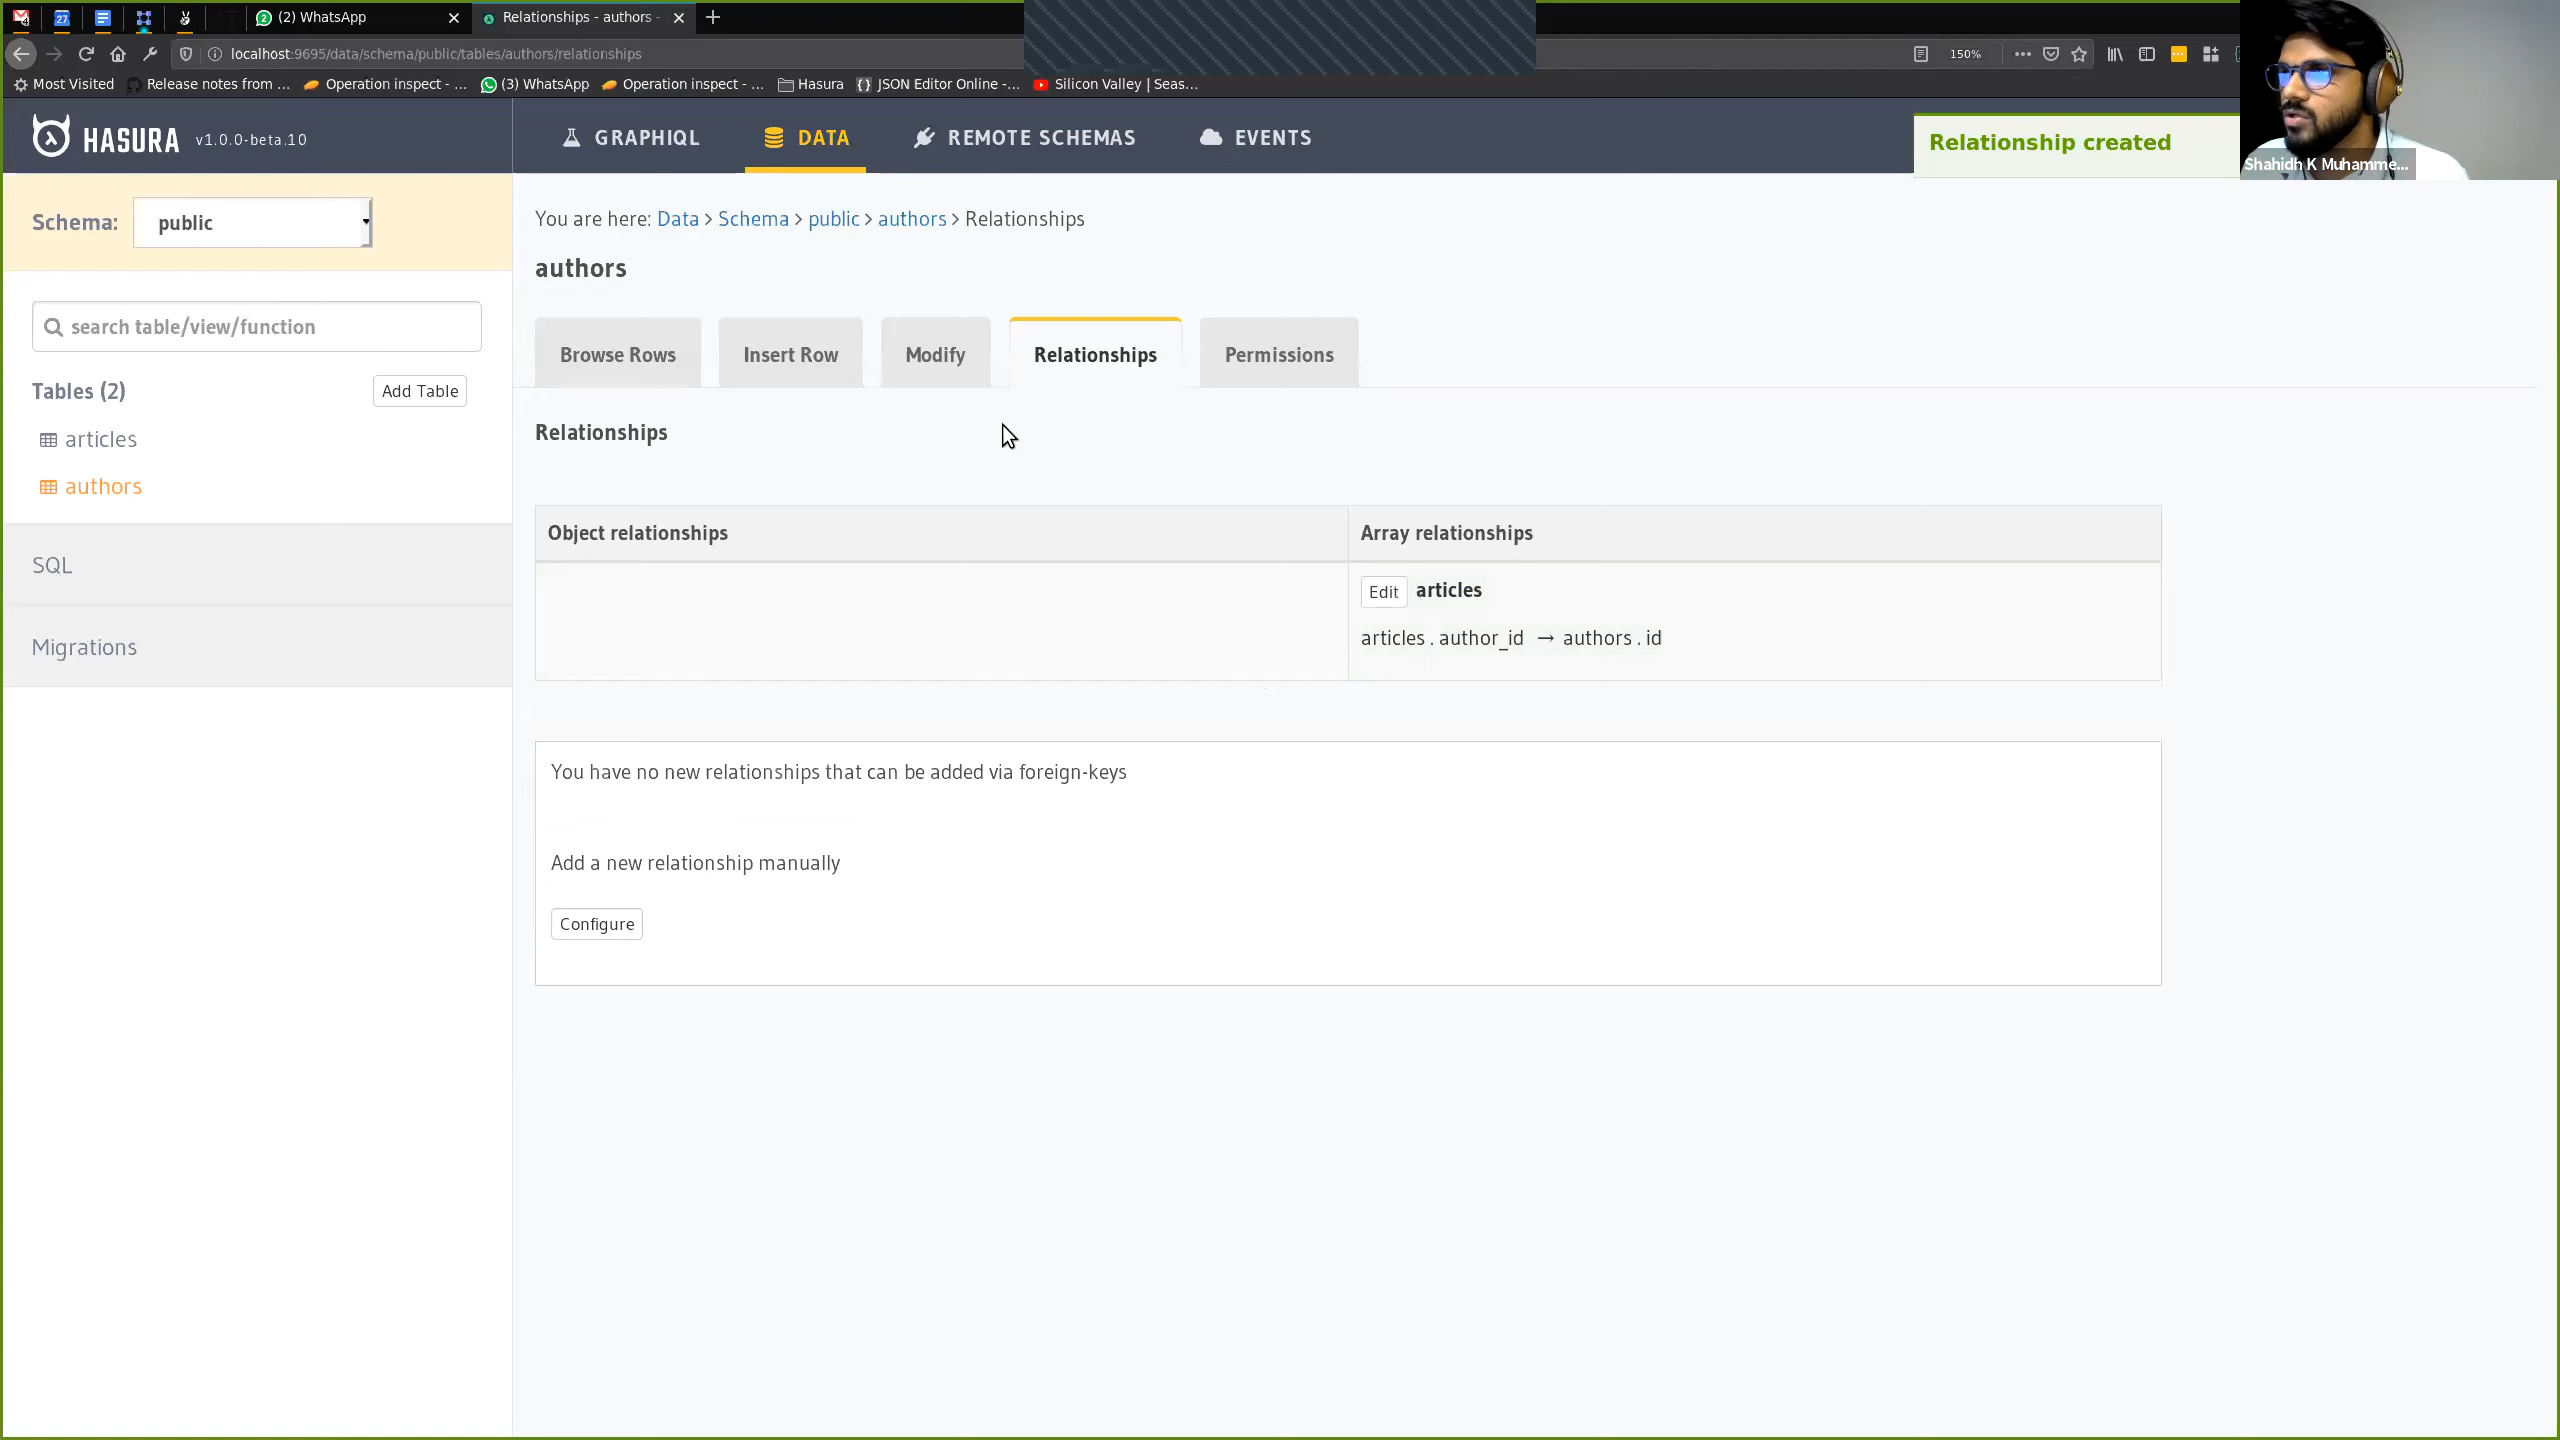 (2) WhatsApp
Relationships - authors -
localhost:9695/data/schema/public/tables/authors/relationships
150%
Most Visited
Release notes from ...
Operation inspect - ...
(3) WhatsApp
Operation inspect - ...
Hasura
JSON Editor Online -...
Silicon Valley | Seas...
HASURA v1.0.0-beta.10
GRAPHIQL
DATA
REMOTE SCHEMAS
EVENTS
Relationship created
Shahidh K Muhamme...
Schema: public
search table/view/function
Tables (2)
Add Table
articles
authors
SQL
Migrations
You are here: Data > Schema > public > authors > Relationships
authors
Browse Rows
Insert Row
Modify
Relationships
Permissions
Relationships
Object relationships
Array relationships
Edit articles
articles . author_id → authors . id
You have no new relationships that can be added via foreign-keys
Add a new relationship manually
Configure